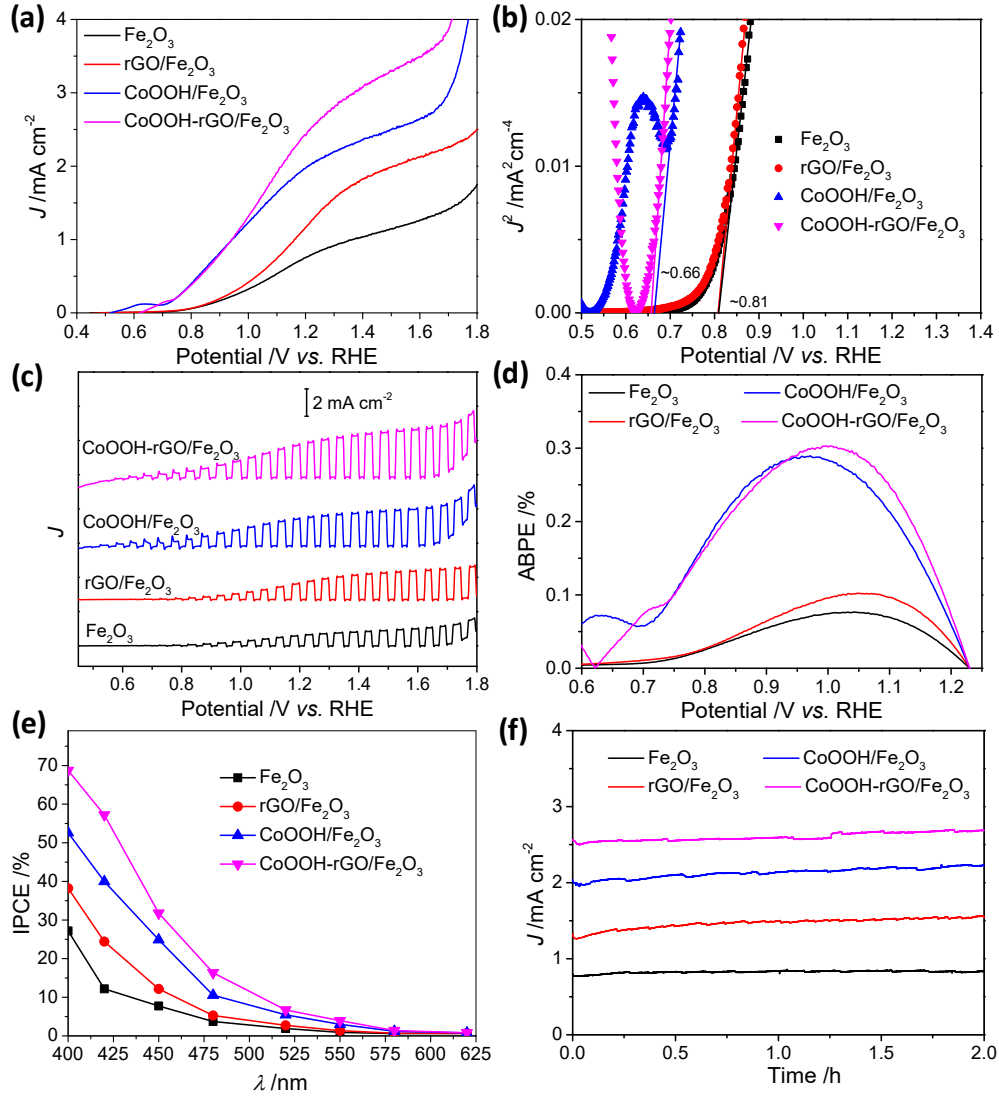 (a)
J /mA cm⁻²
4
3
2
1
0
Fe₂O₃
rGO/Fe₂O₃
CoOOH/Fe₂O₃
CoOOH-rGO/Fe₂O₃
0.4 0.6 0.8 1.0 1.2 1.4 1.6 1.8
Potential /V vs. RHE
(b)
J² /mA²cm⁻⁴
0.02
0.01
0.00
Fe₂O₃
rGO/Fe₂O₃
CoOOH/Fe₂O₃
CoOOH-rGO/Fe₂O₃
~0.66
~0.81
0.5 0.6 0.7 0.8 0.9 1.0 1.1 1.2 1.3 1.4
Potential /V vs. RHE
(c)
J
2 mA cm⁻²
CoOOH-rGO/Fe₂O₃
CoOOH/Fe₂O₃
rGO/Fe₂O₃
Fe₂O₃
0.6 0.8 1.0 1.2 1.4 1.6 1.8
Potential /V vs. RHE
(d)
ABPE /%
0.4
0.3
0.2
0.1
0.0
Fe₂O₃
rGO/Fe₂O₃
CoOOH/Fe₂O₃
CoOOH-rGO/Fe₂O₃
0.6 0.7 0.8 0.9 1.0 1.1 1.2
Potential /V vs. RHE
(e)
IPCE /%
70
60
50
40
30
20
10
0
Fe₂O₃
rGO/Fe₂O₃
CoOOH/Fe₂O₃
CoOOH-rGO/Fe₂O₃
400 425 450 475 500 525 550 575 600 625
λ /nm
(f)
J /mA cm⁻²
4
3
2
1
0
Fe₂O₃
rGO/Fe₂O₃
CoOOH/Fe₂O₃
CoOOH-rGO/Fe₂O₃
0.0 0.5 1.0 1.5 2.0
Time /h